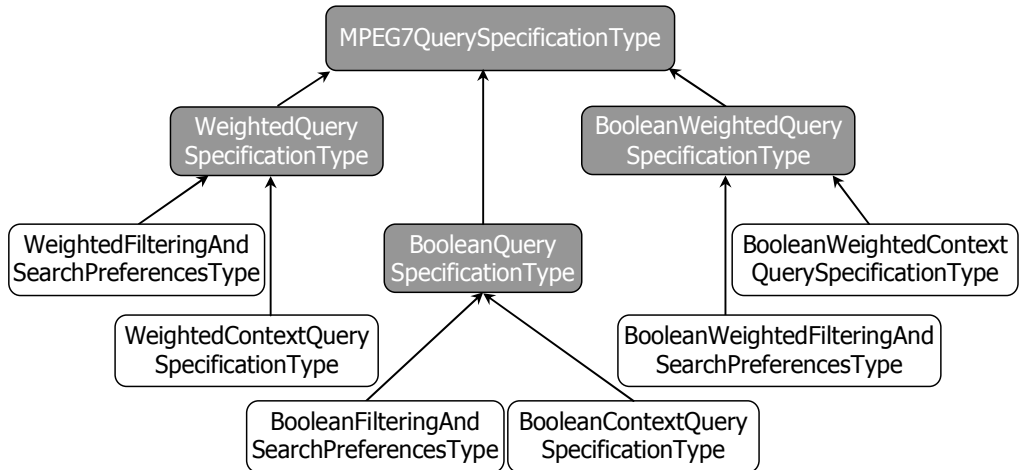 MPEG7QuerySpecificationType
WeightedQuery
SpecificationType
BooleanWeightedQuery
SpecificationType
WeightedFilteringAnd
SearchPreferencesType
BooleanQuery
SpecificationType
BooleanWeightedContext
QuerySpecificationType
WeightedContextQuery
SpecificationType
BooleanWeightedFilteringAnd
SearchPreferencesType
BooleanFilteringAnd
SearchPreferencesType
BooleanContextQuery
SpecificationType